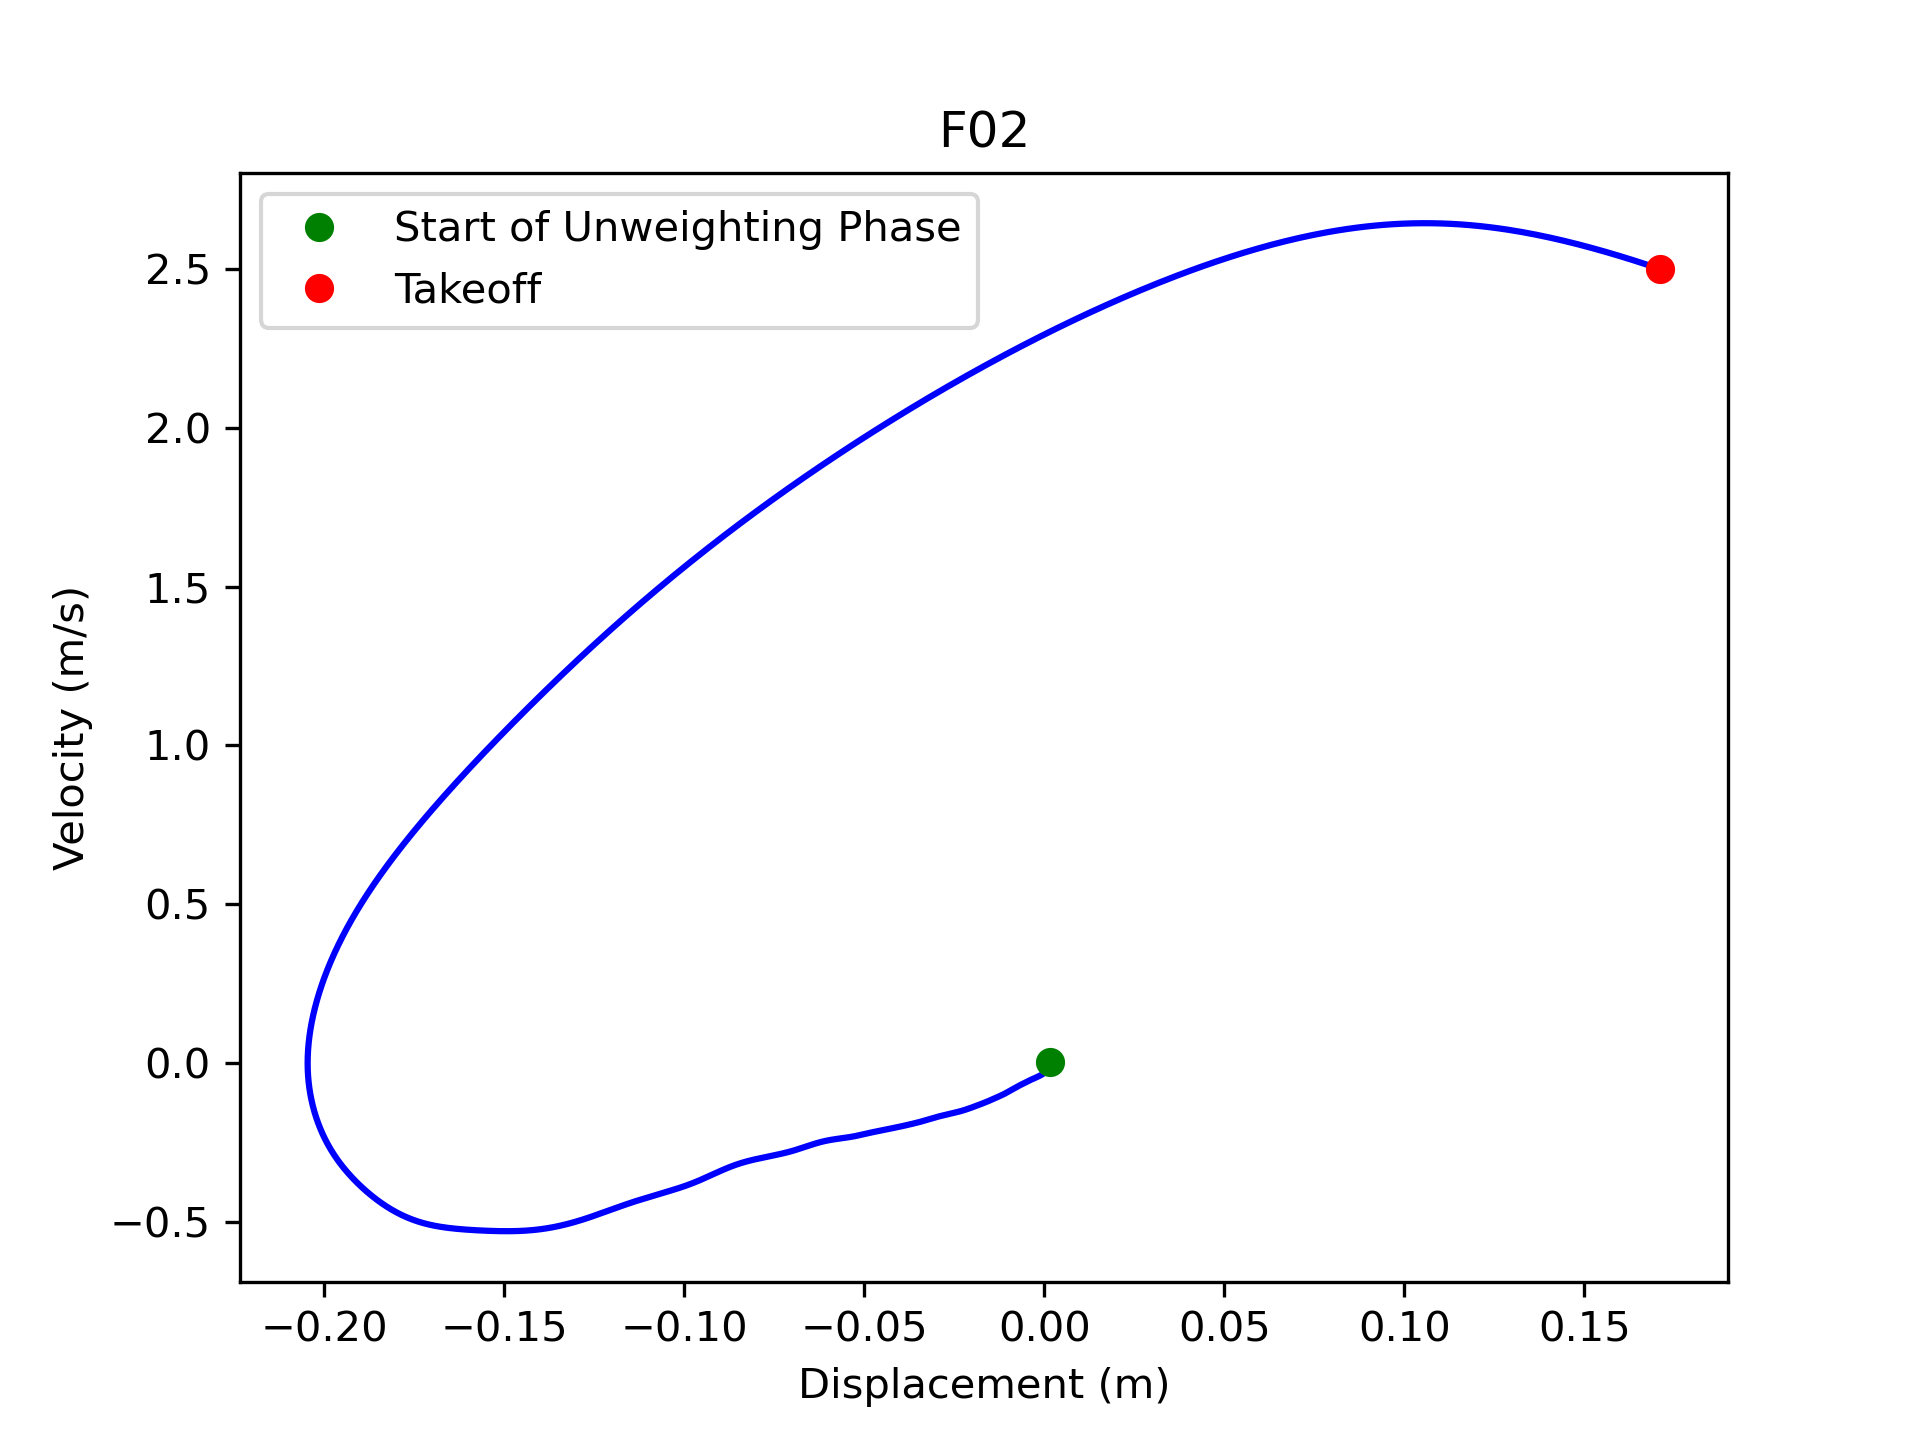 F02
Start of Unweighting Phase
Takeoff
2.5
2.0
1.5
1.0
0.5
0.0
−0.5
Velocity (m/s)
−0.20 −0.15 −0.10 −0.05 0.00 0.05 0.10 0.15
Displacement (m)